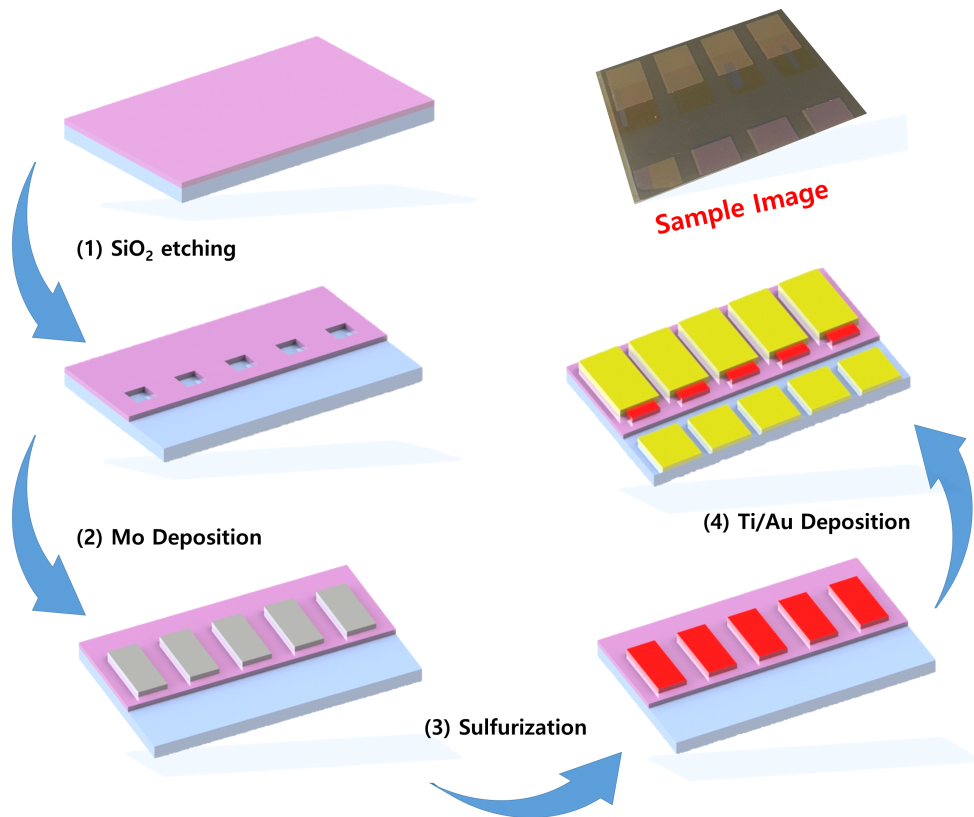 Sample Image
(1) SiO₂ etching
(2) Mo Deposition
(4) Ti/Au Deposition
(3) Sulfurization